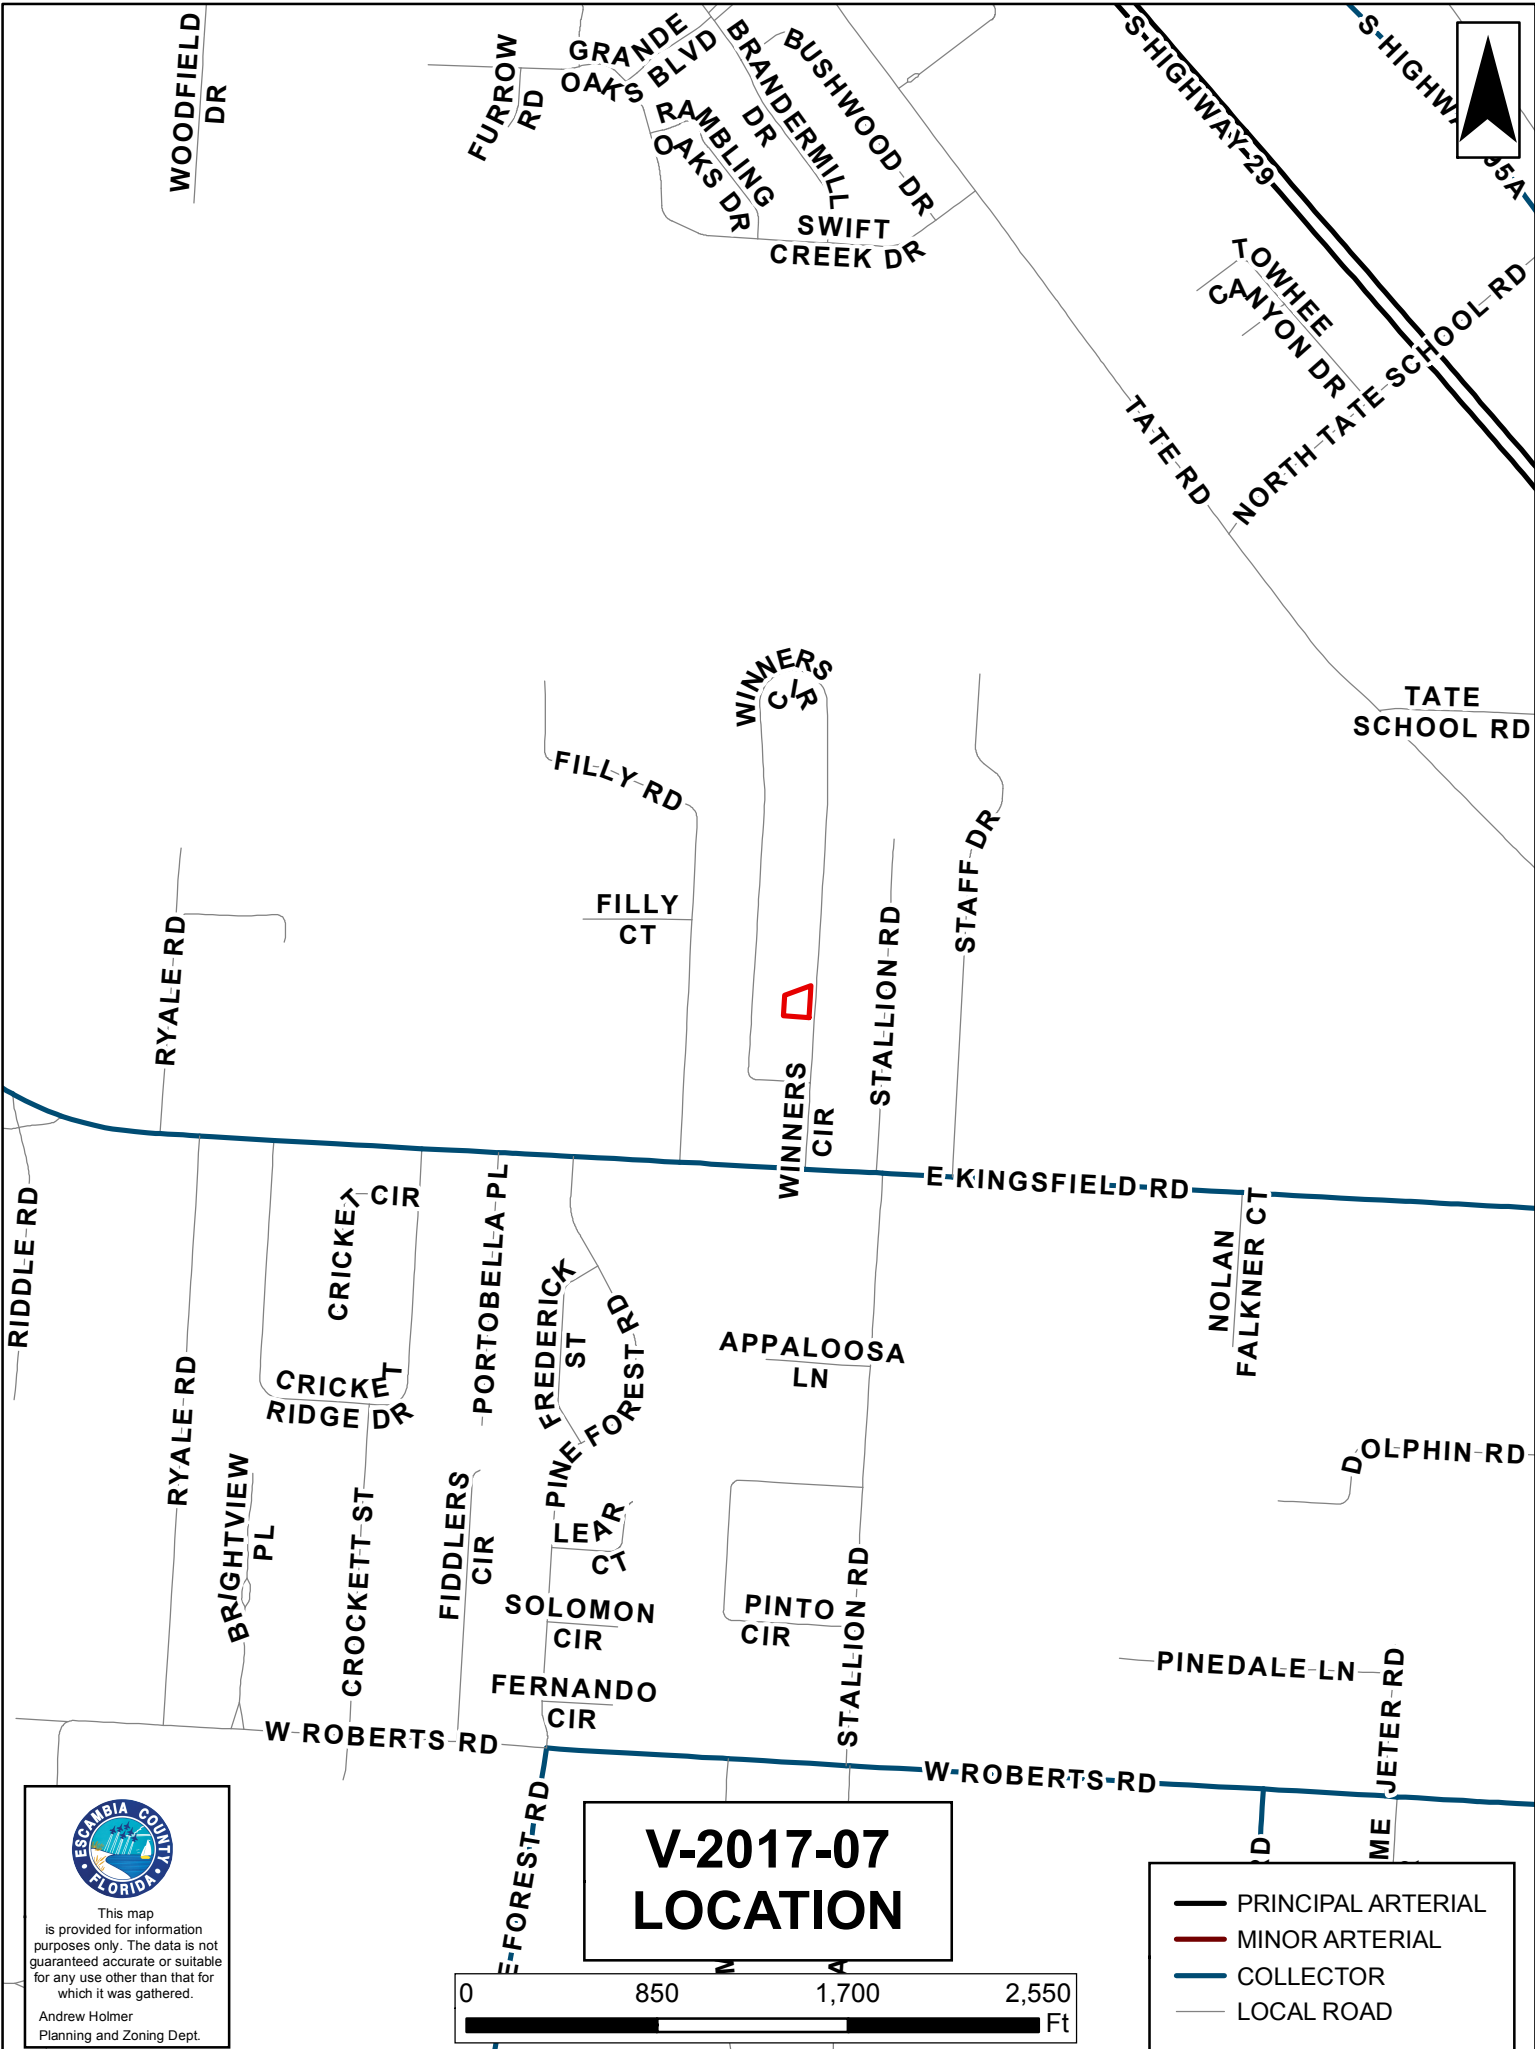 WOODFIELD
DR
FURROW
RD
GRANDE
OAKS BLVD
RAMBLING
OAKS DR
BRANDERMILL
DR
BUSHWOOD DR
SWIFT
CREEK DR
S HIGHWAY 29
S HIGHWA
95A
TOWHEE
CANYON DR
NORTH TATE SCHOOL RD
TATE RD
TATE
SCHOOL RD
WINNERS
CIR
FILLY RD
FILLY
CT
STAFF DR
STALLION RD
RYALE RD
WINNERS
CIR
E KINGSFIELD RD
RIDDLE RD
CRICKET CIR
PORTOBELLA PL
FREDERICK
ST
PINE FOREST RD
NOLAN
FALKNER CT
APPALOOSA
LN
CRICKET
RIDGE DR
RYALE RD
BRIGHTVIEW
PL
CROCKETT ST
FIDDLERS
CIR
LEAR
CT
DOLPHIN RD
SOLOMON
CIR
PINTO
CIR
STALLION RD
FERNANDO
CIR
PINEDALE LN
JETER RD
W ROBERTS RD
W ROBERTS RD
E FOREST RD
RD
ME
ESCAMBIA COUNTY
FLORIDA
This map
is provided for information
purposes only. The data is not
guaranteed accurate or suitable
for any use other than that for
which it was gathered.
Andrew Holmer
Planning and Zoning Dept.
V-2017-07
LOCATION
0 850 1,700 2,550
Ft
PRINCIPAL ARTERIAL
MINOR ARTERIAL
COLLECTOR
LOCAL ROAD